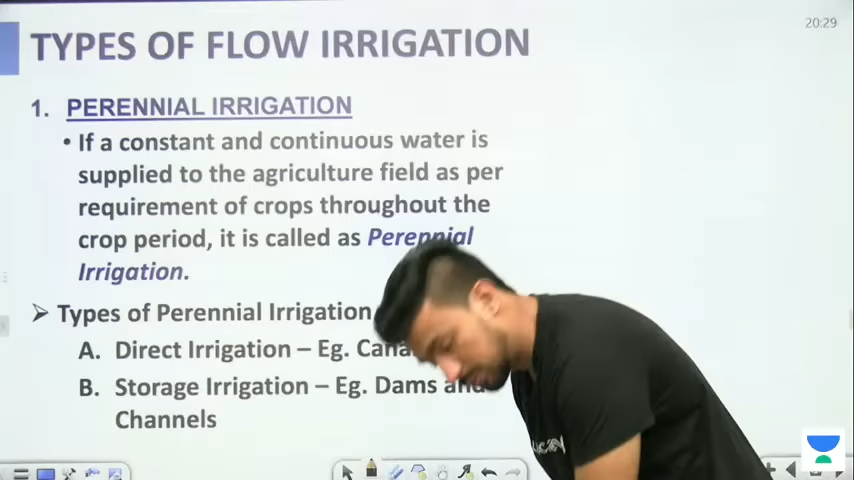 20:29
TYPES OF FLOW IRRIGATION
1. PERENNIAL IRRIGATION
• If a constant and continuous water is
supplied to the agriculture field as per
requirement of crops throughout the
crop period, it is called as Perennial
Irrigation.
➢ Types of Perennial Irrigation
A. Direct Irrigation – Eg.
B. Storage Irrigation – Eg. Dams and
Channels